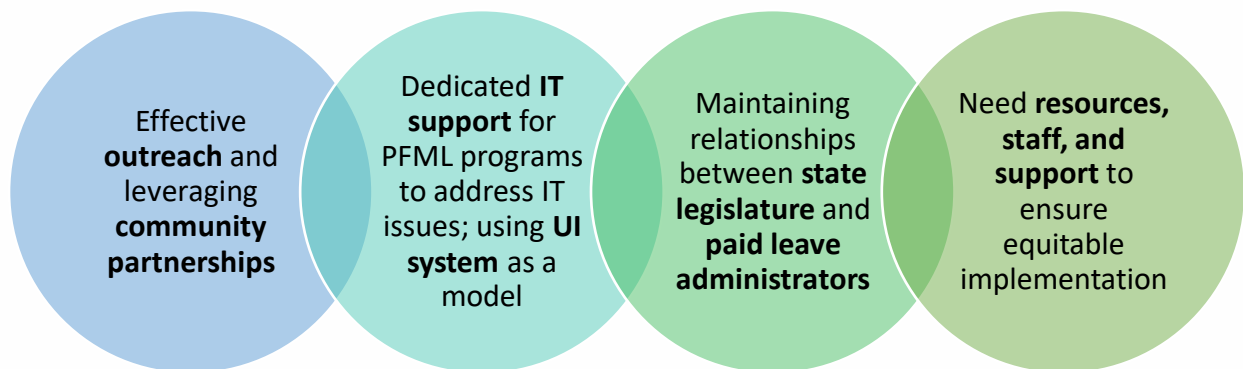 Effective
outreach and
leveraging
community
partnerships
Dedicated IT
support for
PFML programs
to address IT
issues; using UI
system as a
model
Maintaining
relationships
between state
legislature and
paid leave
administrators
Need resources,
staff, and
support to
ensure
equitable
implementation